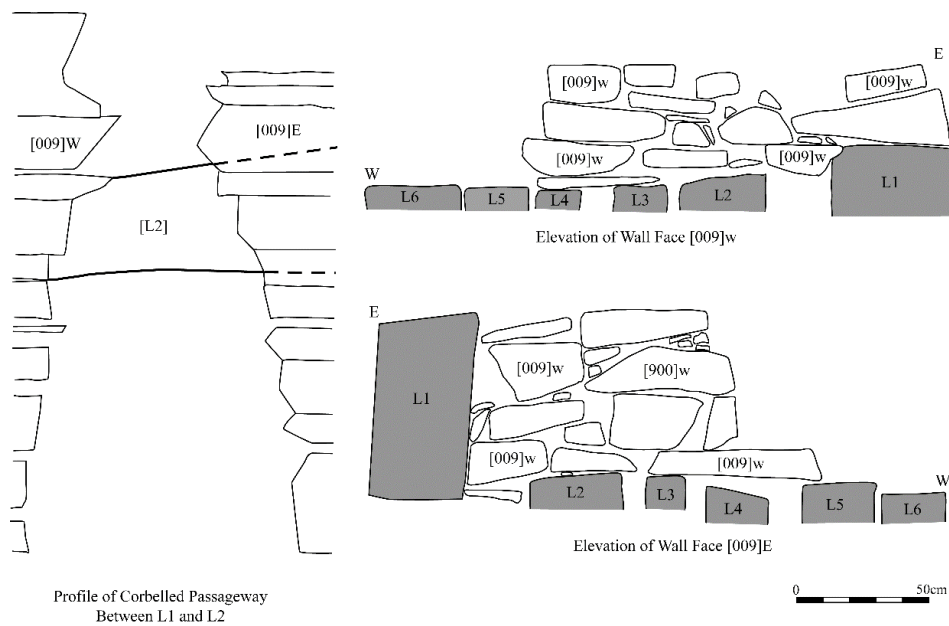 [009]W
|009|E
[L2]
Profile of Corbelled Passageway
Between L1 and L2
E
[009]w
[009]w
[009]w
[009]w
W
L6
L5
L4
L3
L2
L1
Elevation of Wall Face [009]w
E
L1
[009]w
[900]w
[009]w
[009]w
W
L2
L3
L4
L5
L6
Elevation of Wall Face [009]E
0
50cm